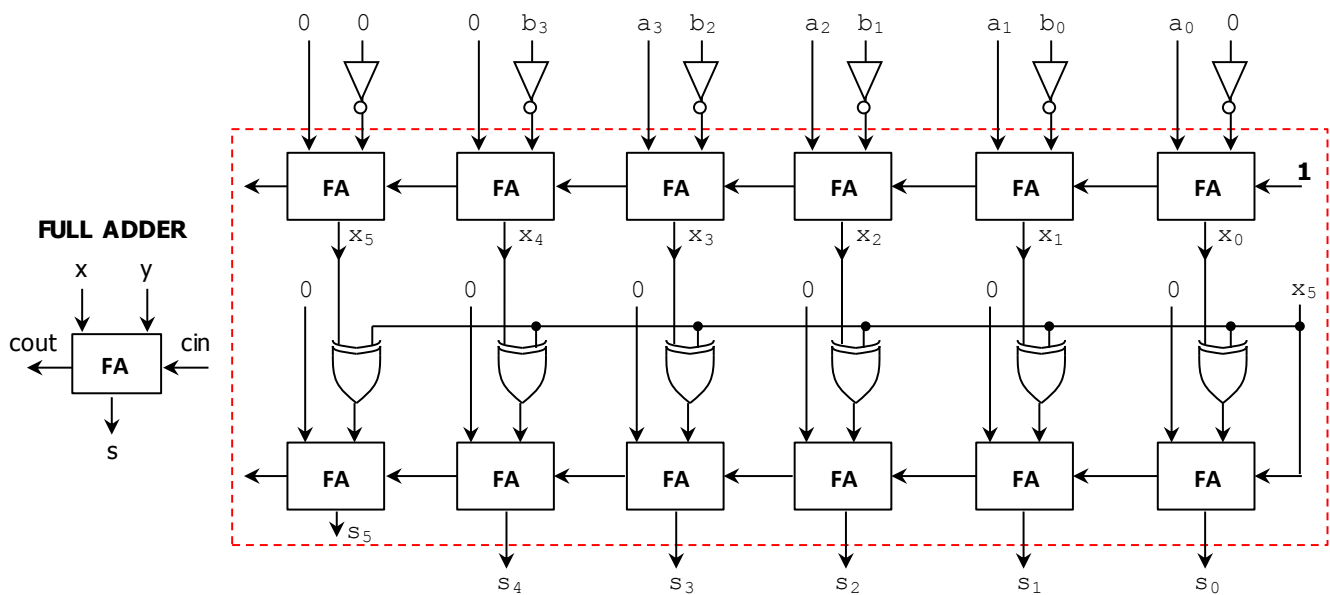 0 0 0 b₃ a₃ b₂ a₂ b₁ a₁ b₀ a₀ 0
FA FA FA FA FA FA 1
x₅ x₄ x₃ x₂ x₁ x₀
FULL ADDER
x y
cout FA cin
s
0 0 0 0 0 0 x₅
FA FA FA FA FA FA
s₅ s₄ s₃ s₂ s₁ s₀